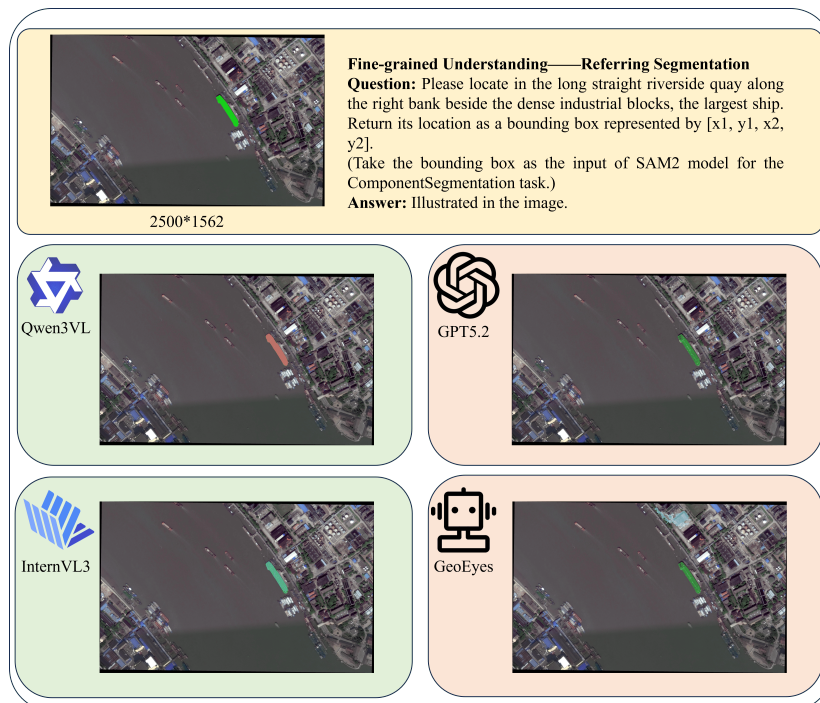 Fine-grained Understanding——Referring Segmentation
Question: Please locate in the long straight riverside quay along
the right bank beside the dense industrial blocks, the largest ship.
Return its location as a bounding box represented by [x1, y1, x2,
y2].
(Take the bounding box as the input of SAM2 model for the
ComponentSegmentation task.)
Answer: Illustrated in the image.
2500*1562
Qwen3VL
GPT5.2
InternVL3
GeoEyes